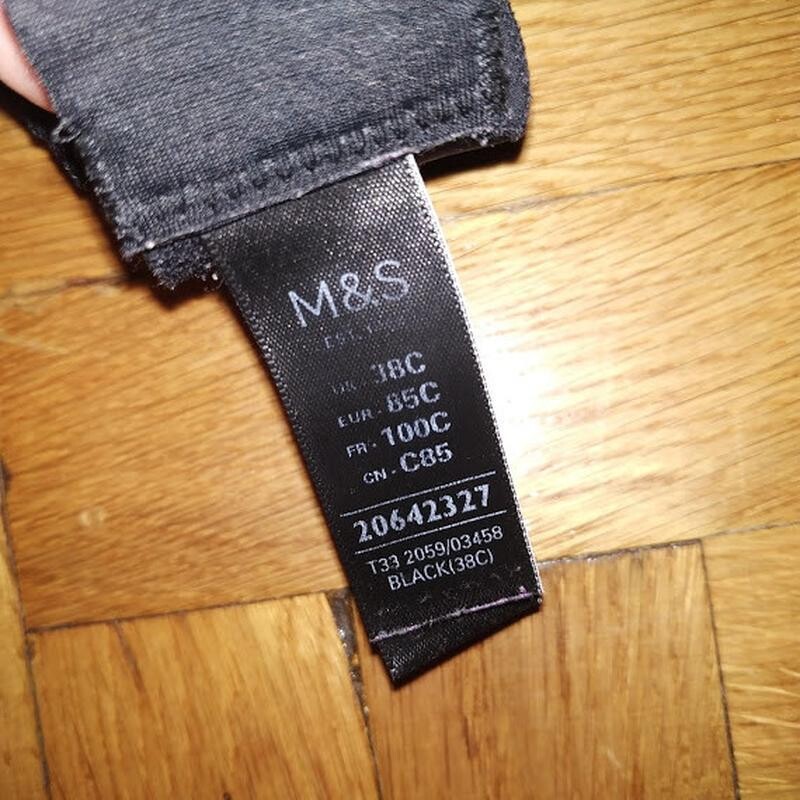 M&S
38C
EUR - 85C
FR - 100C
CN - C85
20642327
T33 2059/03458
BLACK(38C)